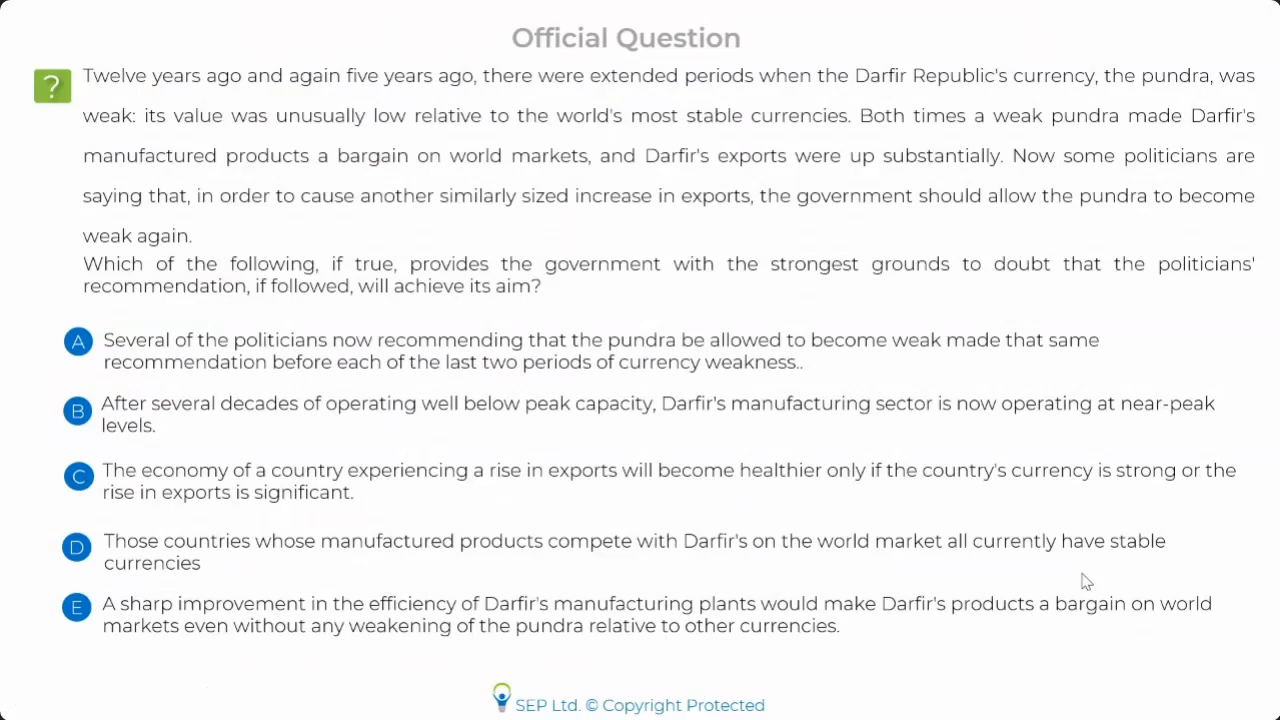 Official Question
?
Twelve years ago and again five years ago, there were extended periods when the Darfir Republic's currency, the pundra, was
weak: its value was unusually low relative to the world's most stable currencies. Both times a weak pundra made Darfir's
manufactured products a bargain on world markets, and Darfir's exports were up substantially. Now some politicians are
saying that, in order to cause another similarly sized increase in exports, the government should allow the pundra to become
weak again.
Which of the following, if true, provides the government with the strongest grounds to doubt that the politicians'
recommendation, if followed, will achieve its aim?
A Several of the politicians now recommending that the pundra be allowed to become weak made that same
recommendation before each of the last two periods of currency weakness..
B After several decades of operating well below peak capacity, Darfir's manufacturing sector is now operating at near-peak
levels.
C The economy of a country experiencing a rise in exports will become healthier only if the country's currency is strong or the
rise in exports is significant.
D Those countries whose manufactured products compete with Darfir's on the world market all currently have stable
currencies
E A sharp improvement in the efficiency of Darfir's manufacturing plants would make Darfir's products a bargain on world
markets even without any weakening of the pundra relative to other currencies.
SEP Ltd. © Copyright Protected